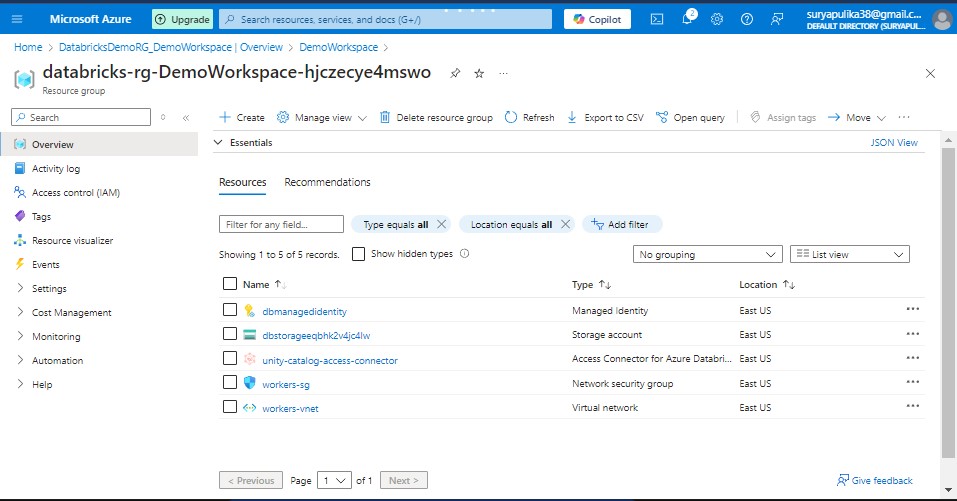 Microsoft Azure
Upgrade
Search resources, services, and docs (G+/)
Copilot
2
suryapulika38@gmail.c...
DEFAULT DIRECTORY (SURYAPUL...
Home > DatabricksDemoRG_DemoWorkspace | Overview > DemoWorkspace >
databricks-rg-DemoWorkspace-hjczecye4mswo
...
Resource group
Search
Create
Manage view
Delete resource group
Refresh
Export to CSV
Open query
Assign tags
Move
...
Overview
Activity log
Access control (IAM)
Tags
Resource visualizer
Events
Settings
Cost Management
Monitoring
Automation
Help
Essentials
JSON View
Resources
Recommendations
Filter for any field...
Type equals all
Location equals all
Add filter
Showing 1 to 5 of 5 records.
Show hidden types
No grouping
List view
Name
Type
Location
dbmanagedidentity
Managed Identity
East US
...
dbstorageeqbhk2v4jc4lw
Storage account
East US
...
unity-catalog-access-connector
Access Connector for Azure Databri...
East US
...
workers-sg
Network security group
East US
...
workers-vnet
Virtual network
East US
...
< Previous
Page 1 of 1
Next >
Give feedback